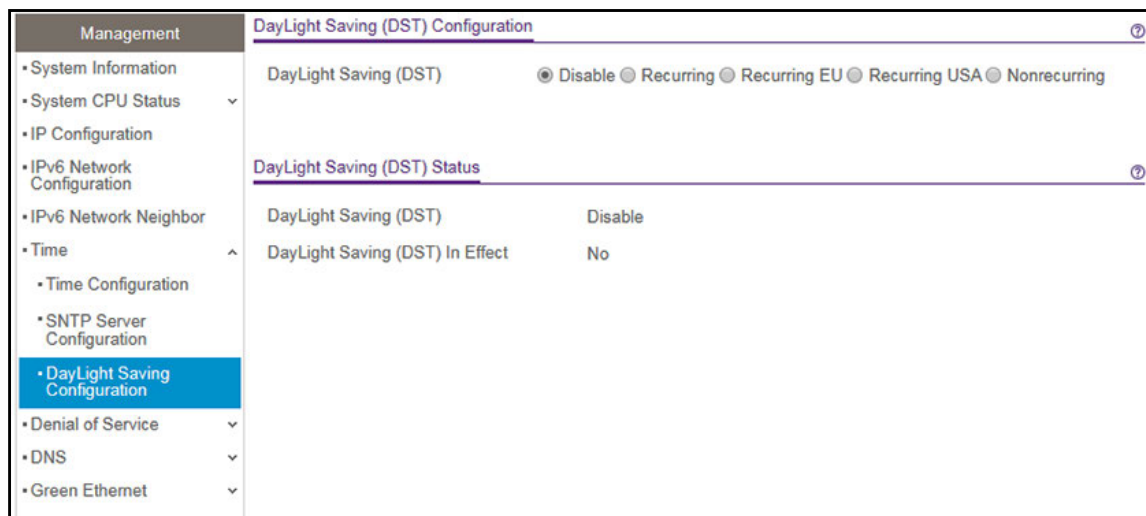 Management
System Information
System CPU Status
IP Configuration
IPv6 Network
Configuration
IPv6 Network Neighbor
Time
Time Configuration
SNTP Server
Configuration
DayLight Saving
Configuration
Denial of Service
DNS
Green Ethernet
DayLight Saving (DST) Configuration
DayLight Saving (DST) Disable Recurring Recurring EU Recurring USA Nonrecurring
DayLight Saving (DST) Status
DayLight Saving (DST) Disable
DayLight Saving (DST) In Effect No